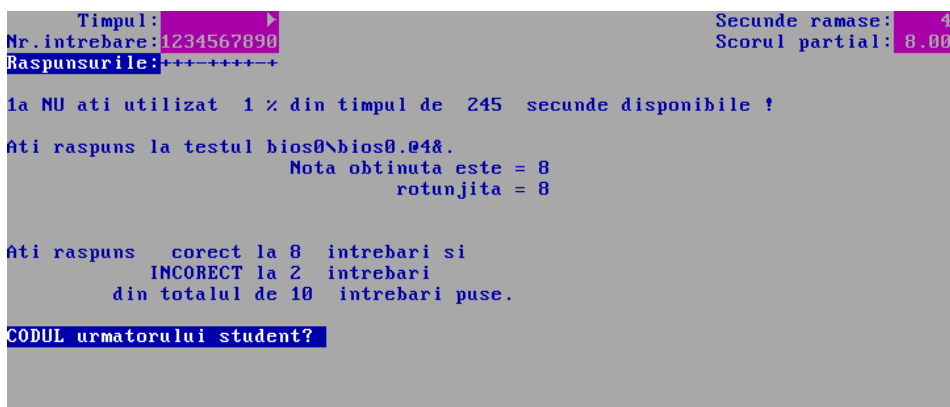 Timpul: Secunde ramase: 4
Nr.intrebare:1234567890 Scorul partial: 8.00
Raspunsurile:+++-++++-+
1a NU ati utilizat 1 % din timpul de 245 secunde disponibile !
Ati raspuns la testul bios0\bios0.@4&.
Nota obtinuta este = 8
rotunjita = 8
Ati raspuns corect la 8 intrebari si
INCORECT la 2 intrebari
din totalul de 10 intrebari puse.
CODUL urmatorului student?